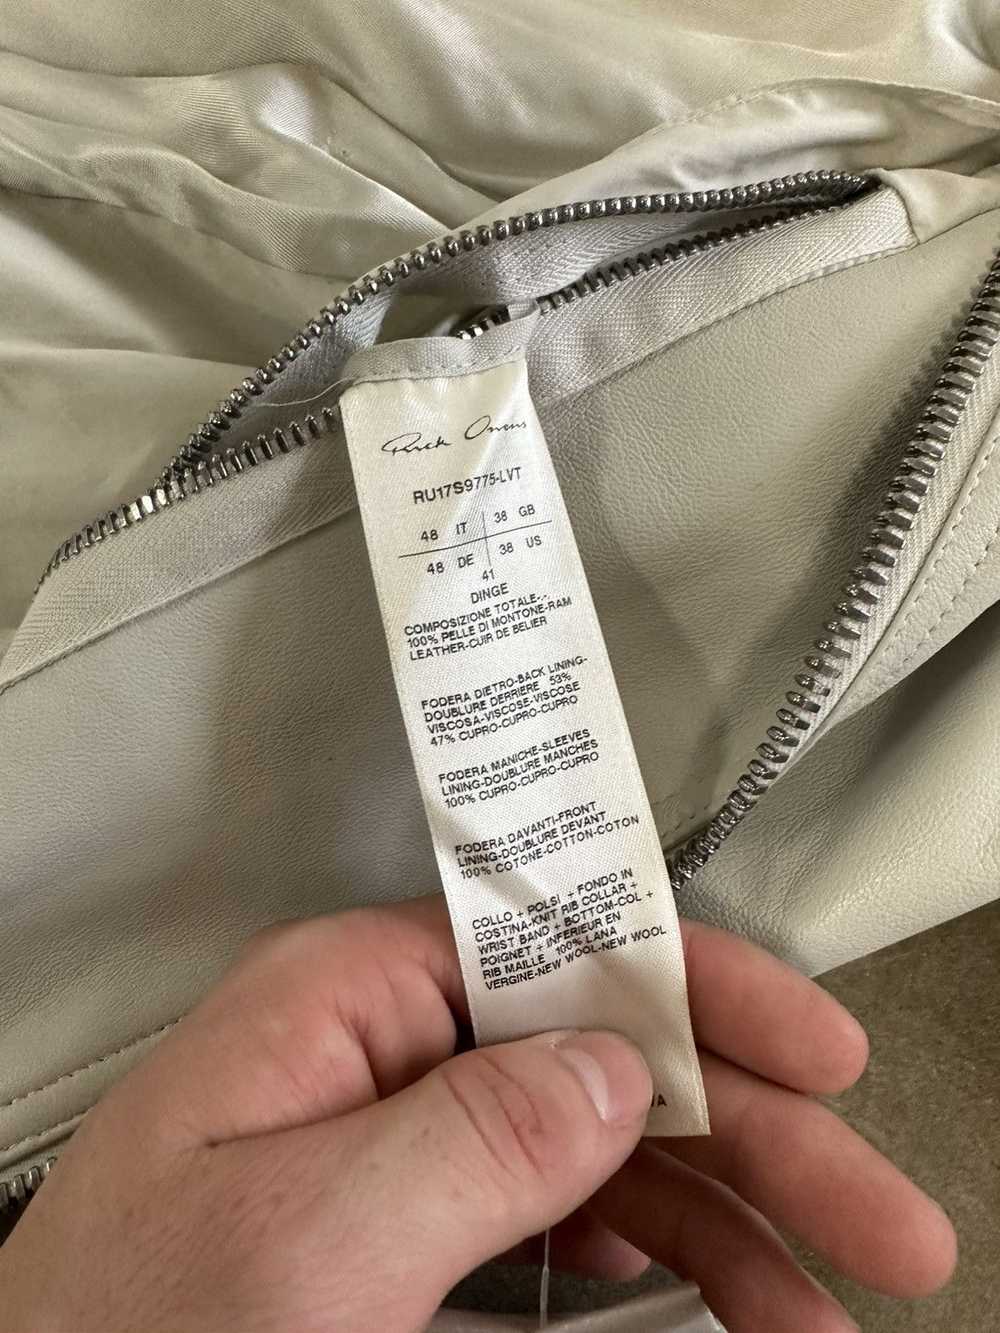 Rick Owens
RU17S9775-LVT
48 IT 38 GB
48 DE 38 US
41
DINGE
COMPOSIZIONE TOTALE-.-
100% PELLE DI MONTONE-RAM
LEATHER-CUIR DE BELIER
FODERA DIETRO-BACK LINING-
DOUBLURE DERRIERE 53%
VISCOSA-VISCOSE-VISCOSE
47% CUPRO-CUPRO-CUPRO
FODERA MANICHE-SLEEVES
LINING-DOUBLURE MANCHES
100% CUPRO-CUPRO-CUPRO
FODERA DAVANTI-FRONT
LINING-DOUBLURE DEVANT
100% COTONE-COTTON-COTON
COLLO + POLSI + FONDO IN
COSTINA-KNIT RIB COLLAR +
WRIST BAND + BOTTOM-COL +
POIGNET + INFERIEUR EN
RIB MAILLE 100% LANA
VERGINE-NEW WOOL-NEW WOOL